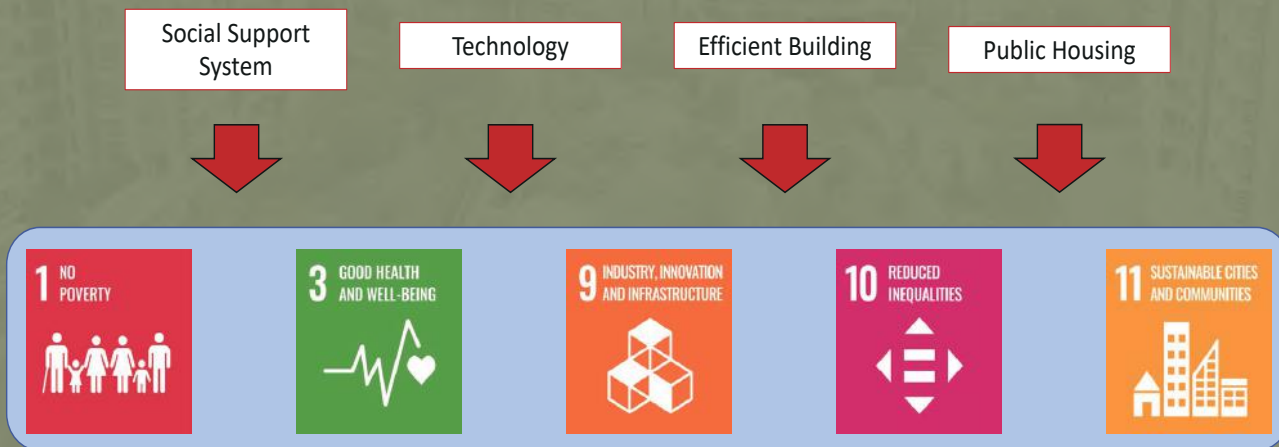 Social Support
System
Technology
Efficient Building
Public Housing
1 NO
POVERTY
3 GOOD HEALTH
AND WELL-BEING
9 INDUSTRY, INNOVATION
AND INFRASTRUCTURE
10 REDUCED
INEQUALITIES
11 SUSTAINABLE CITIES
AND COMMUNITIES